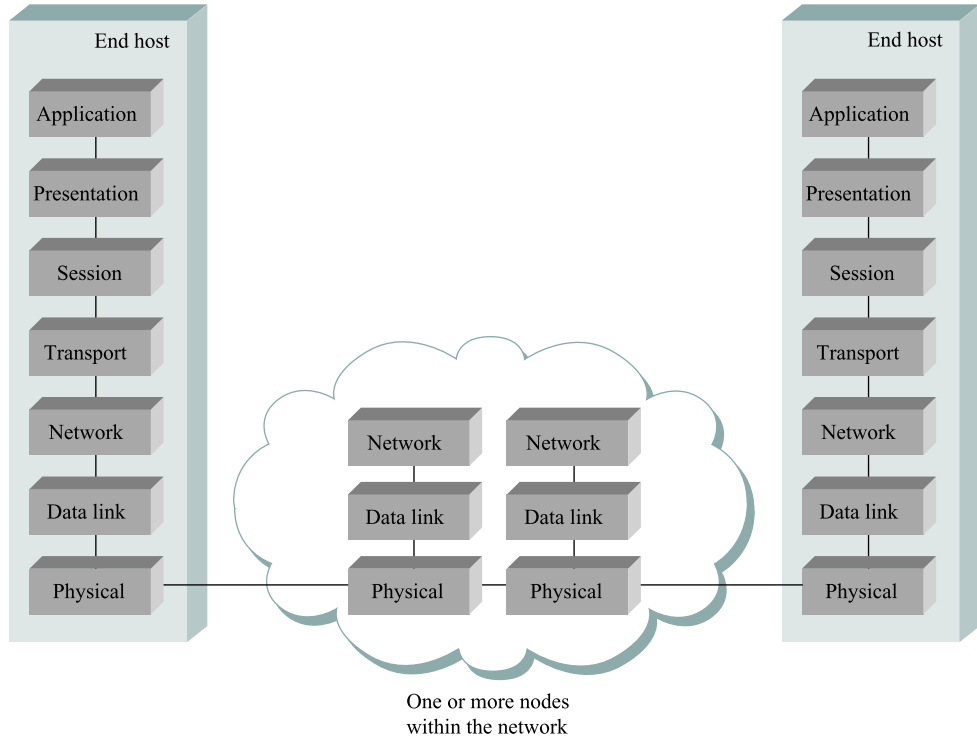 End host
Application
Presentation
Session
Transport
Network
Data link
Physical
Network
Data link
Physical
Network
Data link
Physical
End host
Application
Presentation
Session
Transport
Network
Data link
Physical
One or more nodes
within the network